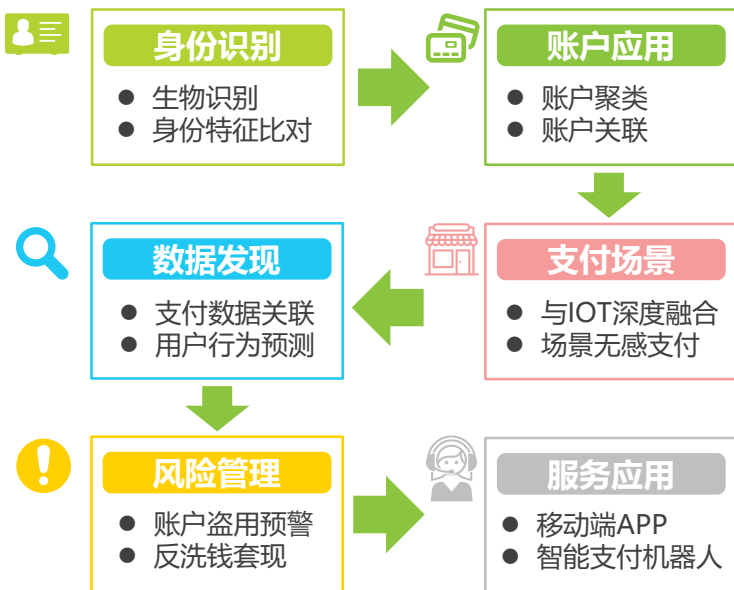 身份识别
● 生物识别
● 身份特征比对
账户应用
● 账户聚类
● 账户关联
支付场景
● 与IOT深度融合
● 场景无感支付
数据发现
● 支付数据关联
● 用户行为预测
风险管理
● 账户盗用预警
● 反洗钱套现
服务应用
● 移动端APP
● 智能支付机器人